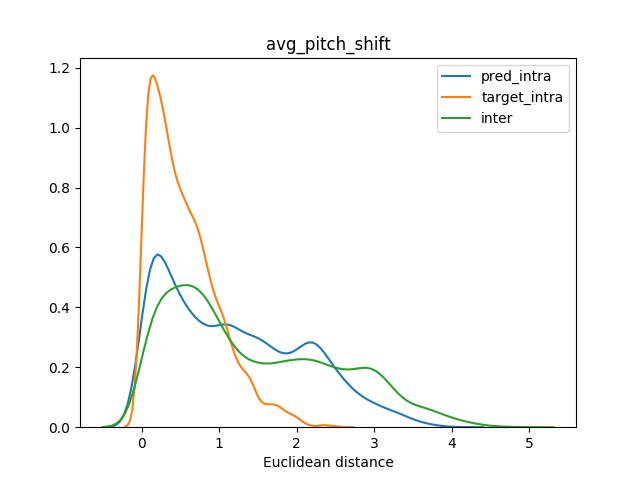 avg_pitch_shift
pred_intra
target_intra
inter
1.2
1.0
0.8
0.6
0.4
0.2
0.0
0 1 2 3 4 5
Euclidean distance